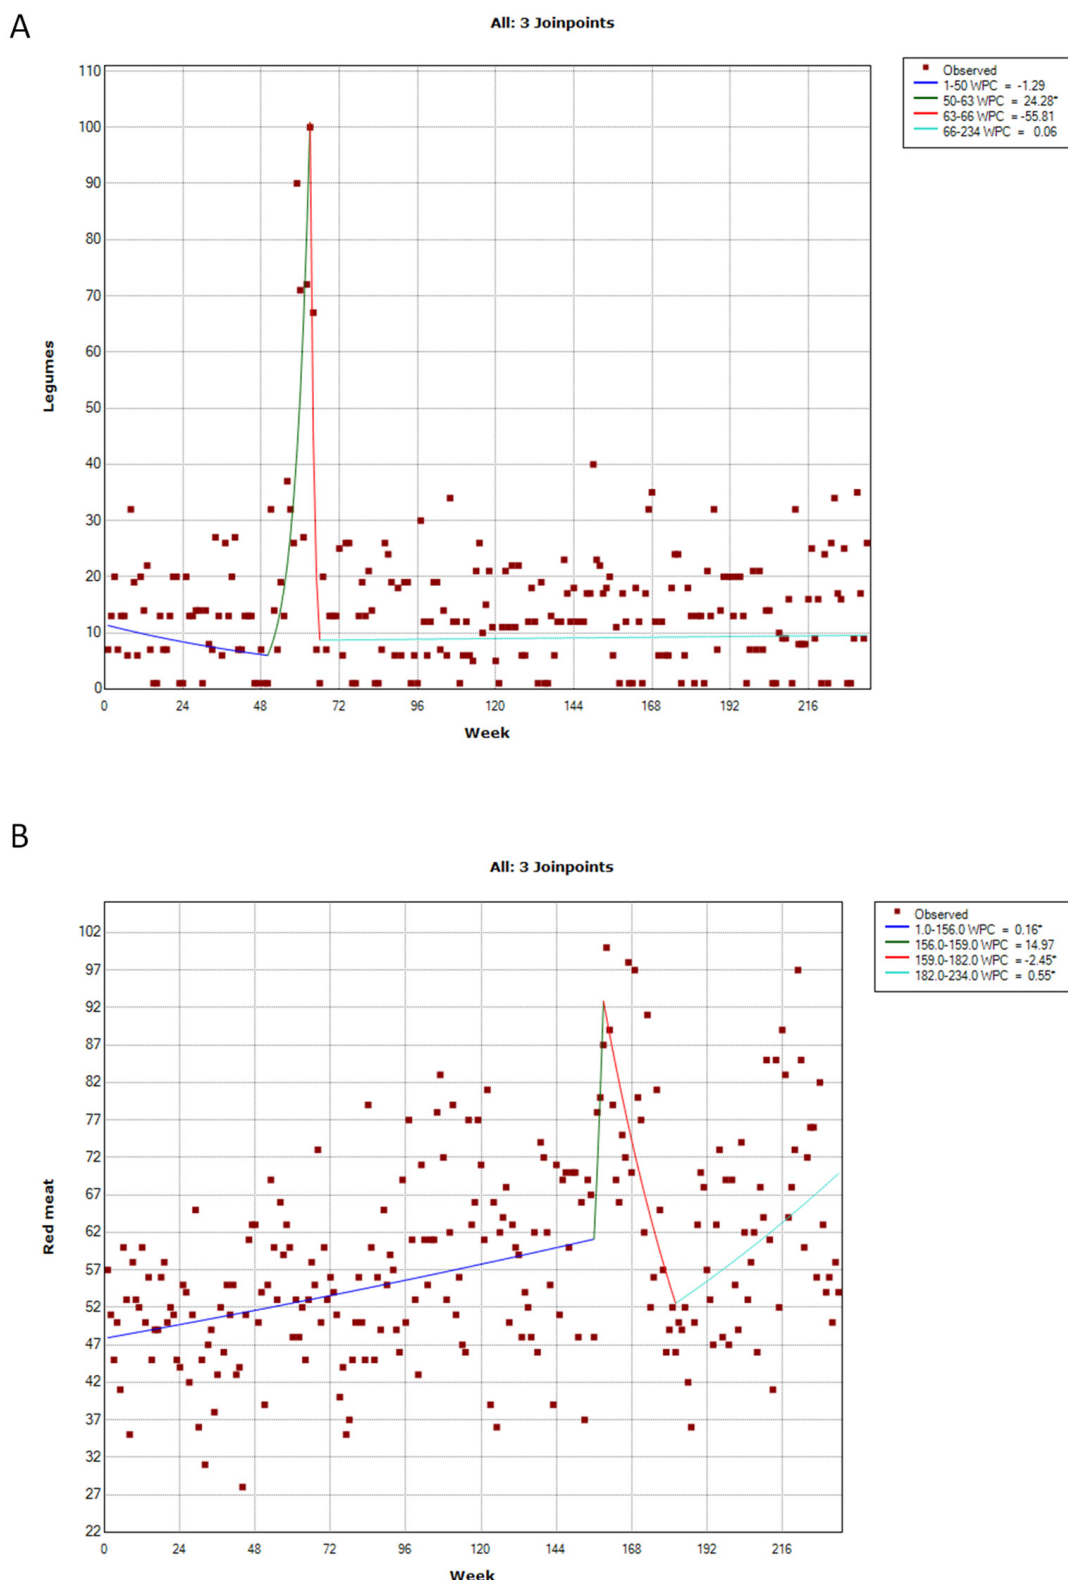 A
All: 3 Joinpoints
Observed
1-50 WPC = -1.29
50-63 WPC = 24.28*
63-66 WPC = -55.81
66-234 WPC = 0.06
110
100
90
80
70
60
50
40
30
20
10
0
Legumes
0 24 48 72 96 120 144 168 192 216
Week
B
All: 3 Joinpoints
Observed
1.0-156.0 WPC = 0.16*
156.0-159.0 WPC = 14.97
159.0-182.0 WPC = -2.45*
182.0-234.0 WPC = 0.55*
102
97
92
87
82
77
72
67
62
57
52
47
42
37
32
27
22
Red meat
0 24 48 72 96 120 144 168 192 216
Week